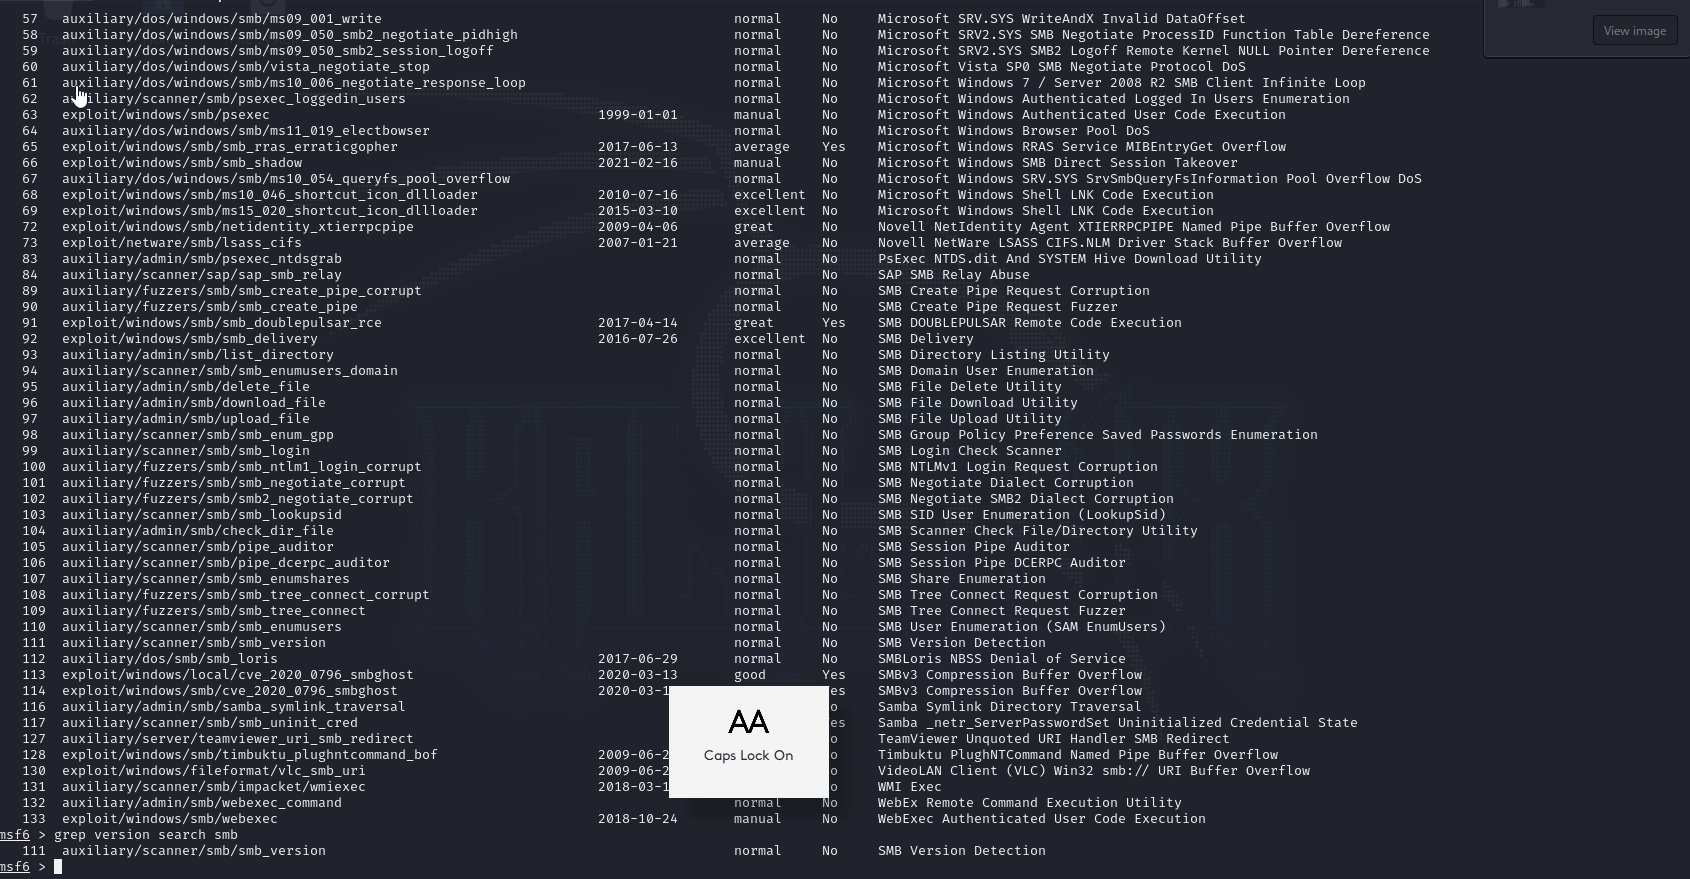 57 auxiliary/dos/windows/smb/ms09_001_write normal No Microsoft SRV.SYS WriteAndX Invalid DataOffset
58 auxiliary/dos/windows/smb/ms09_050_smb2_negotiate_pidhigh normal No Microsoft SRV2.SYS SMB Negotiate ProcessID Function Table Dereference
59 auxiliary/dos/windows/smb/ms09_050_smb2_session_logoff normal No Microsoft SRV2.SYS SMB2 Logoff Remote Kernel NULL Pointer Dereference
View image
60 auxiliary/dos/windows/smb/vista_negotiate_stop normal No Microsoft Vista SP0 SMB Negotiate Protocol DoS
61 auxiliary/dos/windows/smb/ms10_006_negotiate_response_loop normal No Microsoft Windows 7 / Server 2008 R2 SMB Client Infinite Loop
62 auxiliary/scanner/smb/psexec_loggedin_users normal No Microsoft Windows Authenticated Logged In Users Enumeration
63 exploit/windows/smb/psexec 1999-01-01 manual No Microsoft Windows Authenticated User Code Execution
64 auxiliary/dos/windows/smb/ms11_019_electbowser normal No Microsoft Windows Browser Pool DoS
65 exploit/windows/smb/smb_rras_erraticgopher 2017-06-13 average Yes Microsoft Windows RRAS Service MIBEntryGet Overflow
66 exploit/windows/smb/smb_shadow 2021-02-16 manual No Microsoft Windows SMB Direct Session Takeover
67 auxiliary/dos/windows/smb/ms10_054_queryfs_pool_overflow normal No Microsoft Windows SRV.SYS SrvSmbQueryFsInformation Pool Overflow DoS
68 exploit/windows/smb/ms10_046_shortcut_icon_dllloader 2010-07-16 excellent No Microsoft Windows Shell LNK Code Execution
69 exploit/windows/smb/ms15_020_shortcut_icon_dllloader 2015-03-10 excellent No Microsoft Windows Shell LNK Code Execution
72 exploit/windows/smb/netidentity_xtierrpcpipe 2009-04-06 great No Novell NetIdentity Agent XTIERRPCPIPE Named Pipe Buffer Overflow
73 exploit/netware/smb/lsass_cifs 2007-01-21 average No Novell NetWare LSASS CIFS.NLM Driver Stack Buffer Overflow
83 auxiliary/admin/smb/psexec_ntdsgrab normal No PsExec NTDS.dit And SYSTEM Hive Download Utility
84 auxiliary/scanner/sap/sap_smb_relay normal No SAP SMB Relay Abuse
89 auxiliary/fuzzers/smb/smb_create_pipe_corrupt normal No SMB Create Pipe Request Corruption
90 auxiliary/fuzzers/smb/smb_create_pipe normal No SMB Create Pipe Request Fuzzer
91 exploit/windows/smb/smb_doublepulsar_rce 2017-04-14 great Yes SMB DOUBLEPULSAR Remote Code Execution
92 exploit/windows/smb/smb_delivery 2016-07-26 excellent No SMB Delivery
93 auxiliary/admin/smb/list_directory normal No SMB Directory Listing Utility
94 auxiliary/scanner/smb/smb_enumusers_domain normal No SMB Domain User Enumeration
95 auxiliary/admin/smb/delete_file normal No SMB File Delete Utility
96 auxiliary/admin/smb/download_file normal No SMB File Download Utility
97 auxiliary/admin/smb/upload_file normal No SMB File Upload Utility
98 auxiliary/scanner/smb/smb_enum_gpp normal No SMB Group Policy Preference Saved Passwords Enumeration
99 auxiliary/scanner/smb/smb_login normal No SMB Login Check Scanner
100 auxiliary/fuzzers/smb/smb_ntlm1_login_corrupt normal No SMB NTLMv1 Login Request Corruption
101 auxiliary/fuzzers/smb/smb_negotiate_corrupt normal No SMB Negotiate Dialect Corruption
102 auxiliary/fuzzers/smb/smb2_negotiate_corrupt normal No SMB Negotiate SMB2 Dialect Corruption
103 auxiliary/scanner/smb/smb_lookupsid normal No SMB SID User Enumeration (LookupSid)
104 auxiliary/admin/smb/check_dir_file normal No SMB Scanner Check File/Directory Utility
105 auxiliary/scanner/smb/pipe_auditor normal No SMB Session Pipe Auditor
106 auxiliary/scanner/smb/pipe_dcerpc_auditor normal No SMB Session Pipe DCERPC Auditor
107 auxiliary/scanner/smb/smb_enumshares normal No SMB Share Enumeration
108 auxiliary/fuzzers/smb/smb_tree_connect_corrupt normal No SMB Tree Connect Request Corruption
109 auxiliary/fuzzers/smb/smb_tree_connect normal No SMB Tree Connect Request Fuzzer
110 auxiliary/scanner/smb/smb_enumusers normal No SMB User Enumeration (SAM EnumUsers)
111 auxiliary/scanner/smb/smb_version normal No SMB Version Detection
112 auxiliary/dos/smb/smb_loris 2017-06-29 normal No SMBLoris NBSS Denial of Service
113 exploit/windows/local/cve_2020_0796_smbghost 2020-03-13 good Yes SMBv3 Compression Buffer Overflow
114 exploit/windows/smb/cve_2020_0796_smbghost 2020-03-1 es SMBv3 Compression Buffer Overflow
116 auxiliary/admin/smb/samba_symlink_traversal o Samba Symlink Directory Traversal
117 auxiliary/scanner/smb/smb_uninit_cred es Samba _netr_ServerPasswordSet Uninitialized Credential State
127 auxiliary/server/teamviewer_uri_smb_redirect o TeamViewer Unquoted URI Handler SMB Redirect
128 exploit/windows/smb/timbuktu_plughntcommand_bof 2009-06-2 o Timbuktu PlughNTCommand Named Pipe Buffer Overflow
130 exploit/windows/fileformat/vlc_smb_uri 2009-06-2 o VideoLAN Client (VLC) Win32 smb:// URI Buffer Overflow
131 auxiliary/scanner/smb/impacket/wmiexec 2018-03-1 o WMI Exec
132 auxiliary/admin/smb/webexec_command normal No WebEx Remote Command Execution Utility
133 exploit/windows/smb/webexec 2018-10-24 manual No WebExec Authenticated User Code Execution
AA
Caps Lock On
msf6 > grep version search smb
111 auxiliary/scanner/smb/smb_version normal No SMB Version Detection
msf6 >